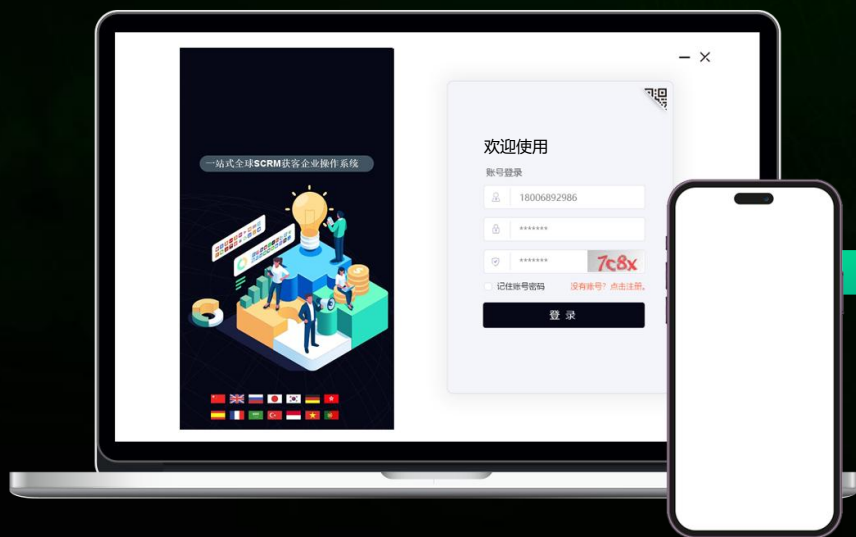 一站式全球SCRM获客企业操作系统
欢迎使用
账号登录
18006892986
*******
*******
7c8x
记住账号密码
没有账号? 点击注册。
登 录